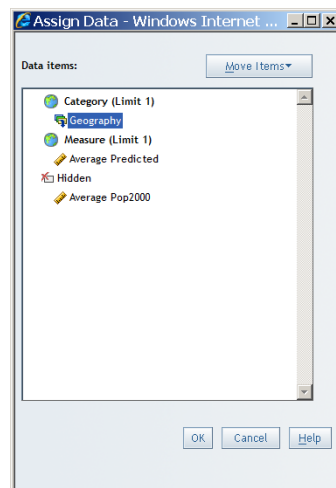 Assign Data - Windows Internet ...
Data items:
Move Items
Category (Limit 1)
Geography
Measure (Limit 1)
Average Predicted
Hidden
Average Pop2000
OK Cancel Help